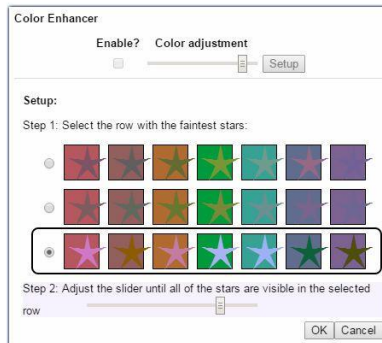 Color Enhancer
Enable? Color adjustment
Setup
Setup:
Step 1: Select the row with the faintest stars:
Step 2: Adjust the slider until all of the stars are visible in the selected
row
OK Cancel